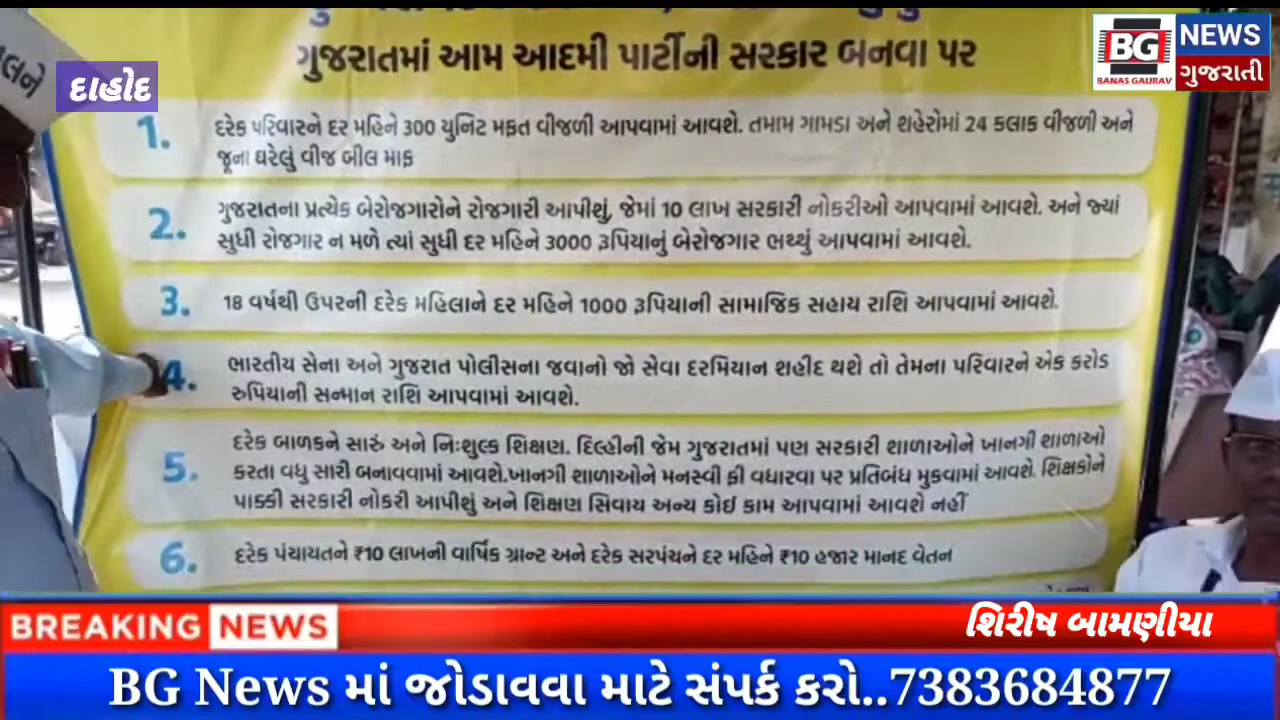 ગુજરાતમાં આમ આદમી પાર્ટીની સરકાર બનવા પર
BG
BANAS GAURAV
NEWS
ગુજરાતી
લને
દાહોદ
1. દરેક પરિવારને દર મહિને 300 યુનિટ મફત વીજળી આપવામાં આવશે. તમામ ગામડા અને શહેરોમાં 24 કલાક વીજળી અને
જૂના ઘરેલું વીજ બીલ માફ
2. ગુજરાતના પ્રત્યેક બેરોજગારોને રોજગારી આપીશું, જેમાં 10 લાખ સરકારી નોકરીઓ આપવામાં આવશે. અને જ્યાં
સુધી રોજગાર ન મળે ત્યાં સુધી દર મહિને 3000 રૂપિયાનું બેરોજગાર ભથ્થું આપવામાં આવશે.
3. 18 વર્ષથી ઉપરની દરેક મહિલાને દર મહિને 1000 રૂપિયાની સામાજિક સહાય રાશિ આપવામાં આવશે.
4. ભારતીય સેના અને ગુજરાત પોલીસના જવાનો જો સેવા દરમિયાન શહીદ થશે તો તેમના પરિવારને એક કરોડ
રુપિયાની સન્માન રાશિ આપવામાં આવશે.
5. દરેક બાળકને સારું અને નિઃશુલ્ક શિક્ષણ. દિલ્હીની જેમ ગુજરાતમાં પણ સરકારી શાળાઓને ખાનગી શાળાઓ
કરતા વધુ સારી બનાવવામાં આવશે.ખાનગી શાળાઓને મનસ્વી ફી વધારવા પર પ્રતિબંધ મુકવામાં આવશે. શિક્ષકોને
પાક્કી સરકારી નોકરી આપીશું અને શિક્ષણ સિવાય અન્ય કોઈ કામ આપવામાં આવશે નહીં
6. દરેક પંચાયતને ₹10 લાખની વાર્ષિક ગ્રાન્ટ અને દરેક સરપંચને દર મહિને ₹10 હજાર માનદ વેતન
BREAKING NEWS
શિરીષ બામણીયા
BG News માં જોડાવવા માટે સંપર્ક કરો..7383684877